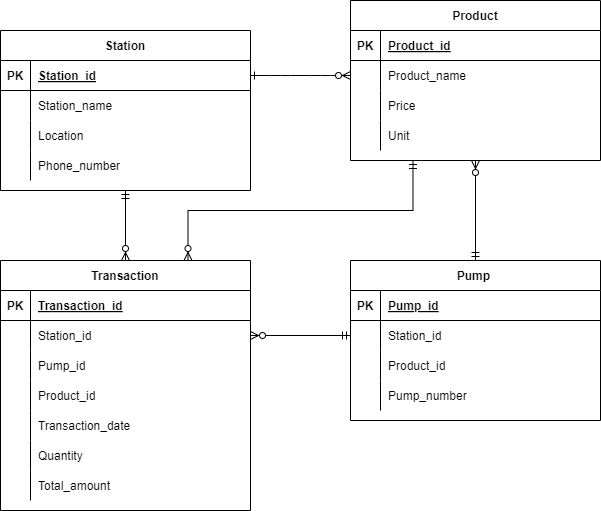 Station
PK Station_id
Station_name
Location
Phone_number
Product
PK Product_id
Product_name
Price
Unit
Transaction
PK Transaction_id
Station_id
Pump_id
Product_id
Transaction_date
Quantity
Total_amount
Pump
PK Pump_id
Station_id
Product_id
Pump_number